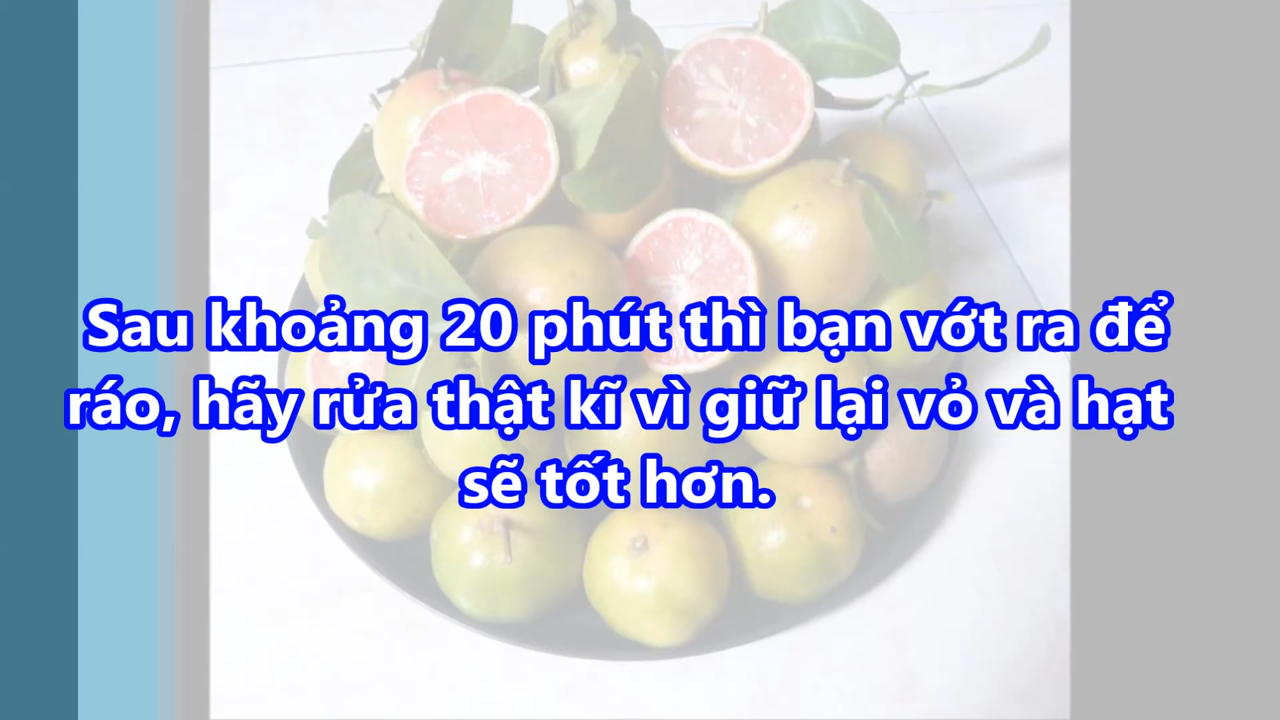 Sau khoảng 20 phút thì bạn vớt ra để
ráo, hãy rửa thật kĩ vì giữ lại vỏ và hạt
sẽ tốt hơn.